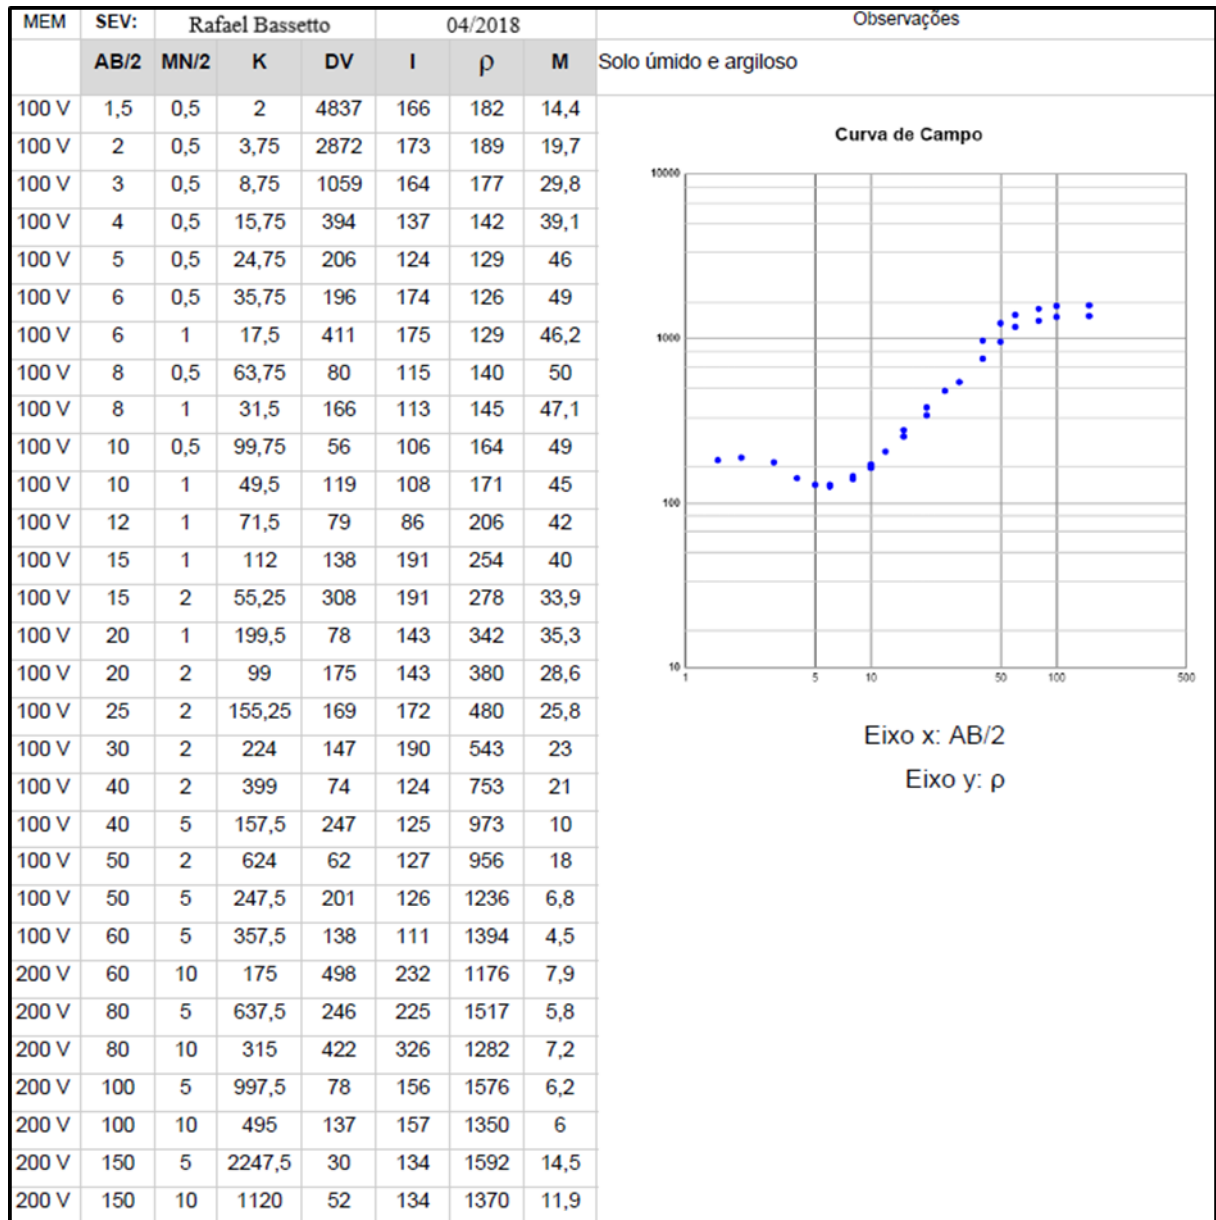 MEM SEV: Rafael Bassetto 04/2018 Observações
AB/2 MN/2 K DV I ρ M Solo úmido e argiloso
100 V 1,5 0,5 2 4837 166 182 14,4
100 V 2 0,5 3,75 2872 173 189 19,7
100 V 3 0,5 8,75 1059 164 177 29,8
100 V 4 0,5 15,75 394 137 142 39,1
100 V 5 0,5 24,75 206 124 129 46
100 V 6 0,5 35,75 196 174 126 49
100 V 6 1 17,5 411 175 129 46,2
100 V 8 0,5 63,75 80 115 140 50
100 V 8 1 31,5 166 113 145 47,1
100 V 10 0,5 99,75 56 106 164 49
100 V 10 1 49,5 119 108 171 45
100 V 12 1 71,5 79 86 206 42
100 V 15 1 112 138 191 254 40
100 V 15 2 55,25 308 191 278 33,9
100 V 20 1 199,5 78 143 342 35,3
100 V 20 2 99 175 143 380 28,6
100 V 25 2 155,25 169 172 480 25,8
100 V 30 2 224 147 190 543 23
100 V 40 2 399 74 124 753 21
100 V 40 5 157,5 247 125 973 10
100 V 50 2 624 62 127 956 18
100 V 50 5 247,5 201 126 1236 6,8
100 V 60 5 357,5 138 111 1394 4,5
200 V 60 10 175 498 232 1176 7,9
200 V 80 5 637,5 246 225 1517 5,8
200 V 80 10 315 422 326 1282 7,2
200 V 100 5 997,5 78 156 1576 6,2
200 V 100 10 495 137 157 1350 6
200 V 150 5 2247,5 30 134 1592 14,5
200 V 150 10 1120 52 134 1370 11,9
Curva de Campo
10000
1000
100
10
1 5 10 50 100 500
Eixo x: AB/2
Eixo y: ρ